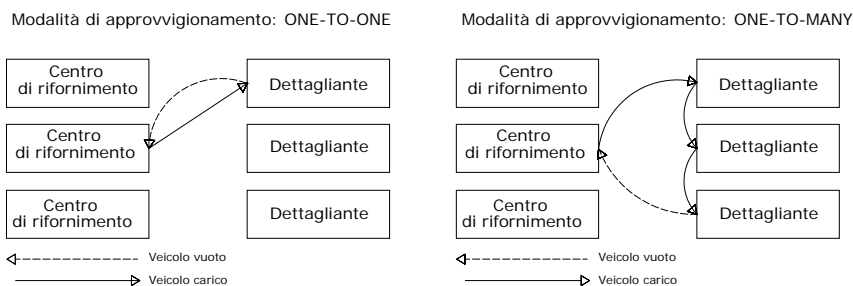 Modalità di approvvigionamento: ONE-TO-ONE
Centro
di rifornimento
Dettagliante
Centro
di rifornimento
Dettagliante
Centro
di rifornimento
Dettagliante
Veicolo vuoto
Veicolo carico
Modalità di approvvigionamento: ONE-TO-MANY
Centro
di rifornimento
Dettagliante
Centro
di rifornimento
Dettagliante
Centro
di rifornimento
Dettagliante
Veicolo vuoto
Veicolo carico